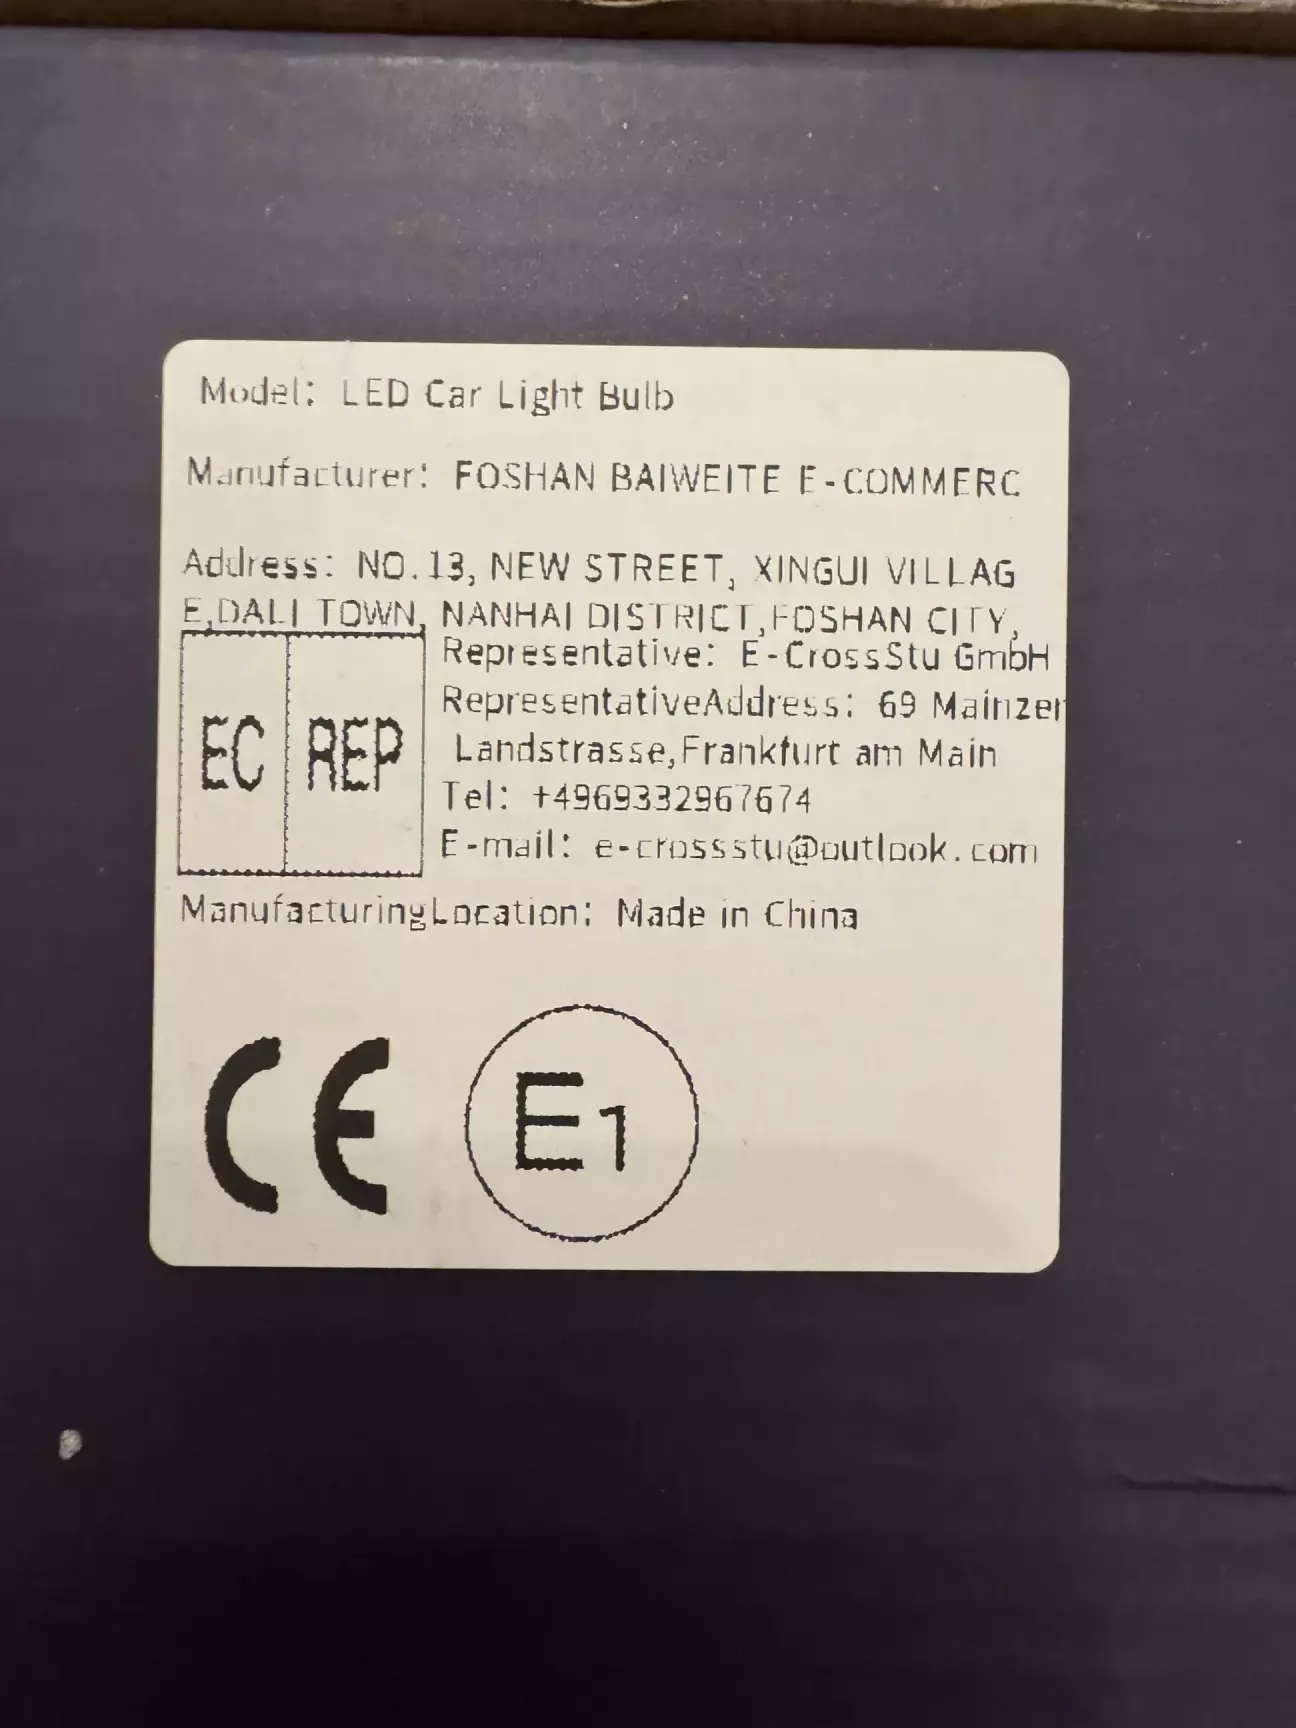 Model: LED Car Light Bulb
Manufacturer: FOSHAN BAIWEITE E-COMMERC
Address: NO.13, NEW STREET, XINGUI VILLAG
E,DALI TOWN, NANHAI DISTRICT,FOSHAN CITY,
EC REP
Representative: E-CrossStu GmbH
RepresentativeAddress: 69 Mainzer
Landstrasse,Frankfurt am Main
Tel: +4969332967674
E-mail: e-crossstu@outlook.com
ManufacturingLocation: Made in China
CE E1